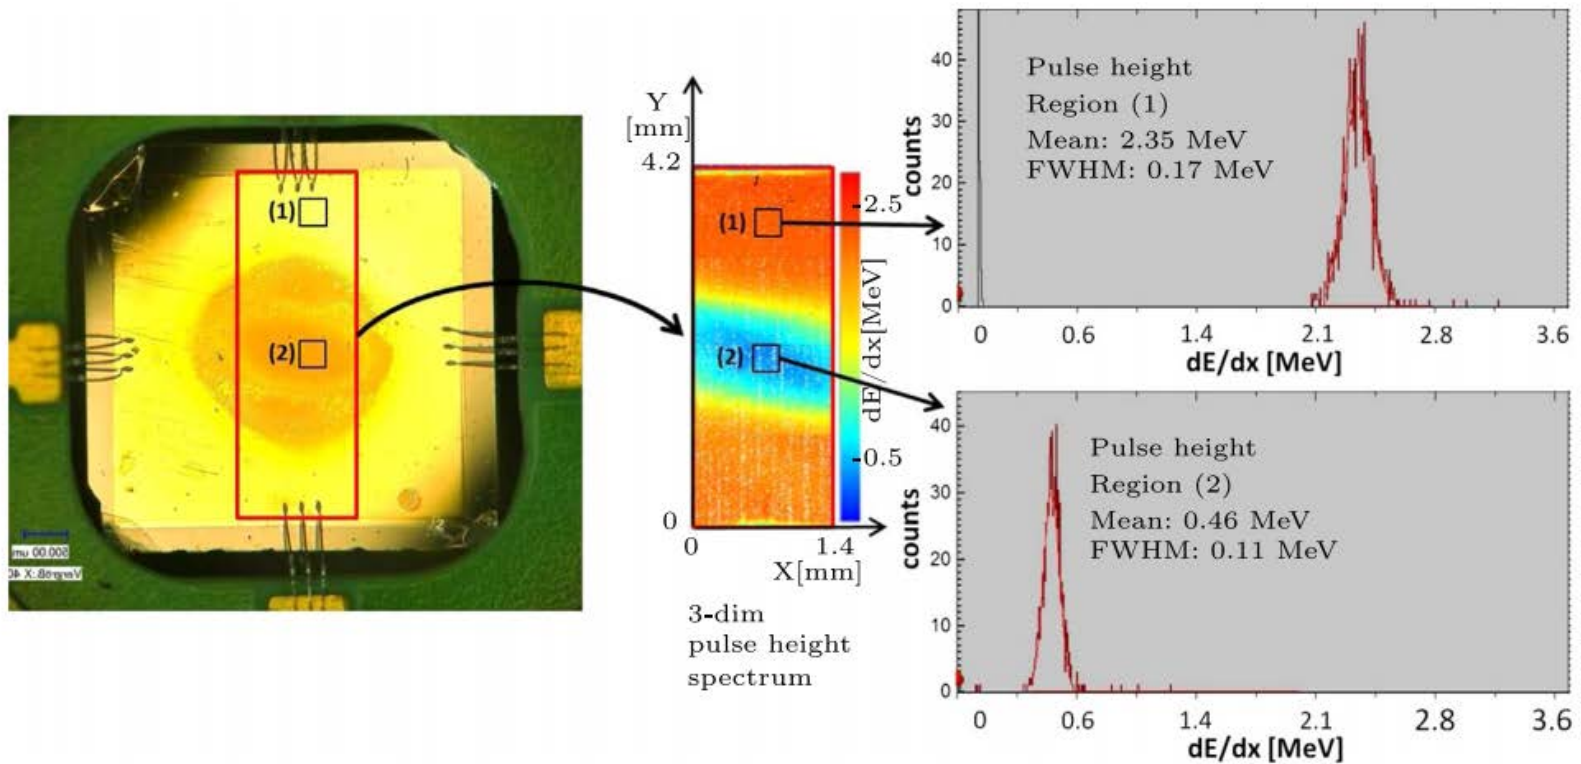 (1)
(2)
500.00 um
Y
[mm]
4.2
0
0
1.4
X[mm]
(1)
(2)
2.5
0.5
dE/dx[MeV]
3-dim
pulse height
spectrum
counts
40
30
20
10
0
Pulse height
Region (1)
Mean: 2.35 MeV
FWHM: 0.17 MeV
0 0.6 1.4 2.1 2.8 3.6
dE/dx [MeV]
counts
40
30
20
10
0
Pulse height
Region (2)
Mean: 0.46 MeV
FWHM: 0.11 MeV
0 0.6 1.4 2.1 2.8 3.6
dE/dx [MeV]